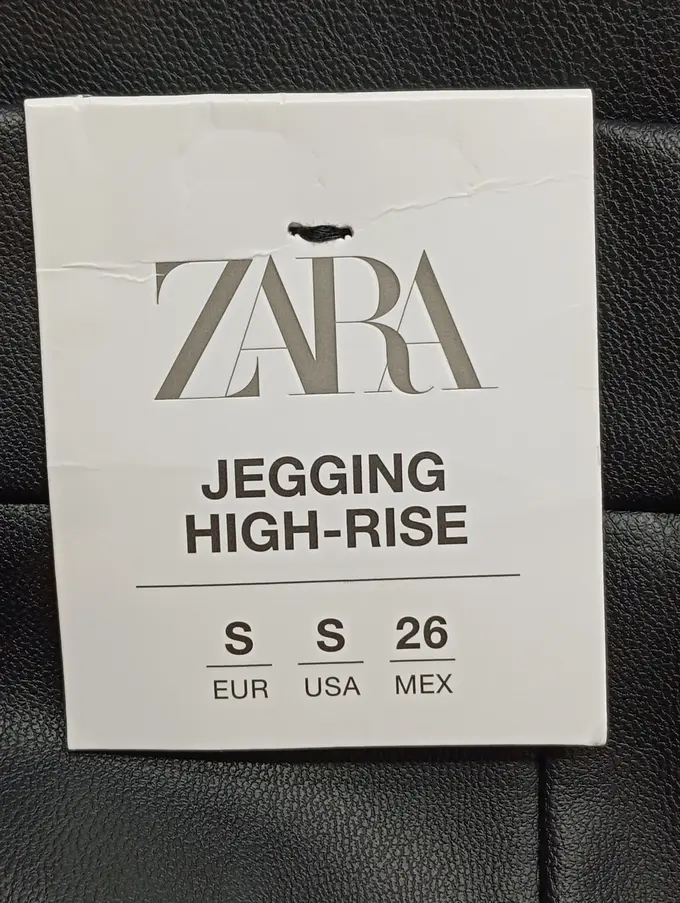 ZARA
JEGGING
HIGH-RISE
S S 26
EUR USA MEX